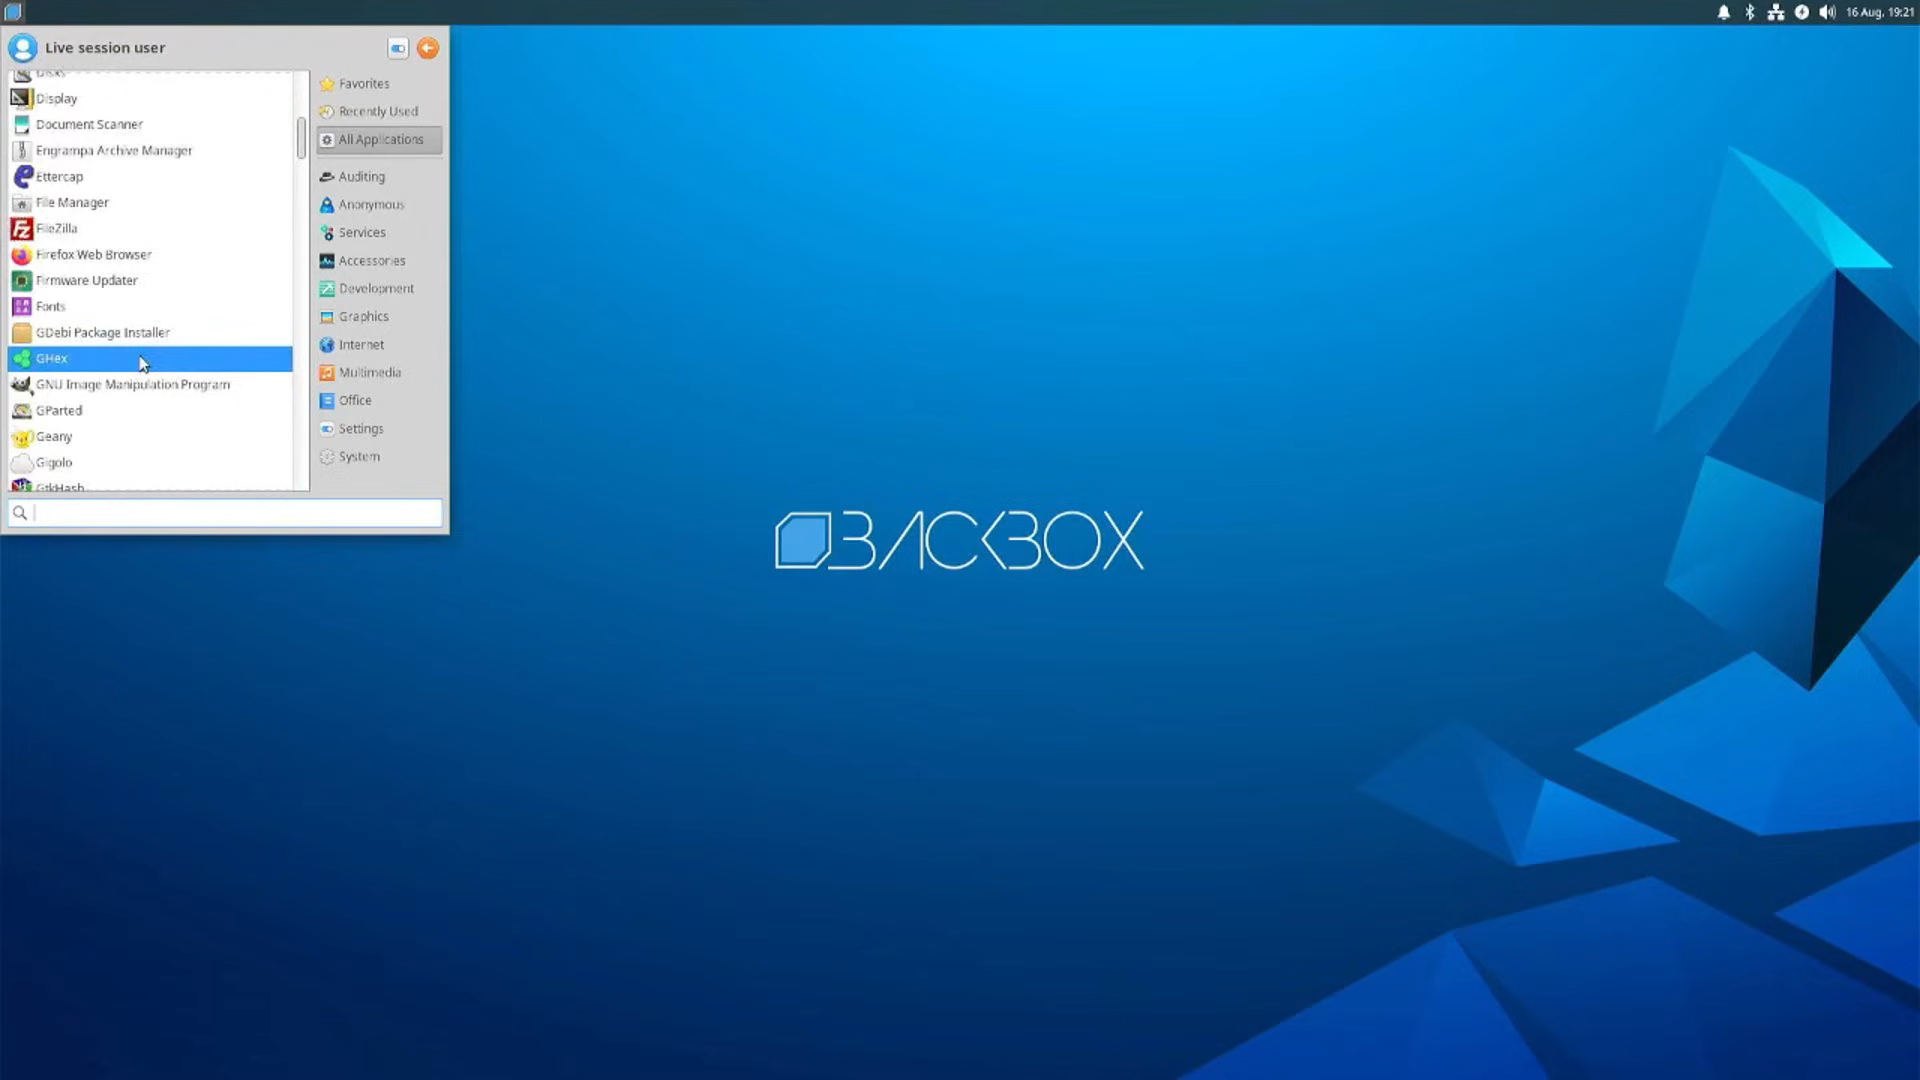 16 Aug, 19:21
Live session user
Disks
Display
Document Scanner
Engrampa Archive Manager
Ettercap
File Manager
FileZilla
Firefox Web Browser
Firmware Updater
Fonts
GDebi Package Installer
GHex
GNU Image Manipulation Program
GParted
Geany
Gigolo
GtkHash
Favorites
Recently Used
All Applications
Auditing
Anonymous
Services
Accessories
Development
Graphics
Internet
Multimedia
Office
Settings
System
BACKBOX